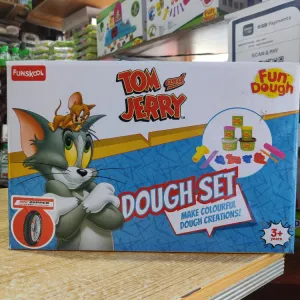 FUNSKOOL
TOM and
JERRY
Fun
Dough
DOUGH SET
MAKE COLOURFUL
DOUGH CREATIONS!
3+
years